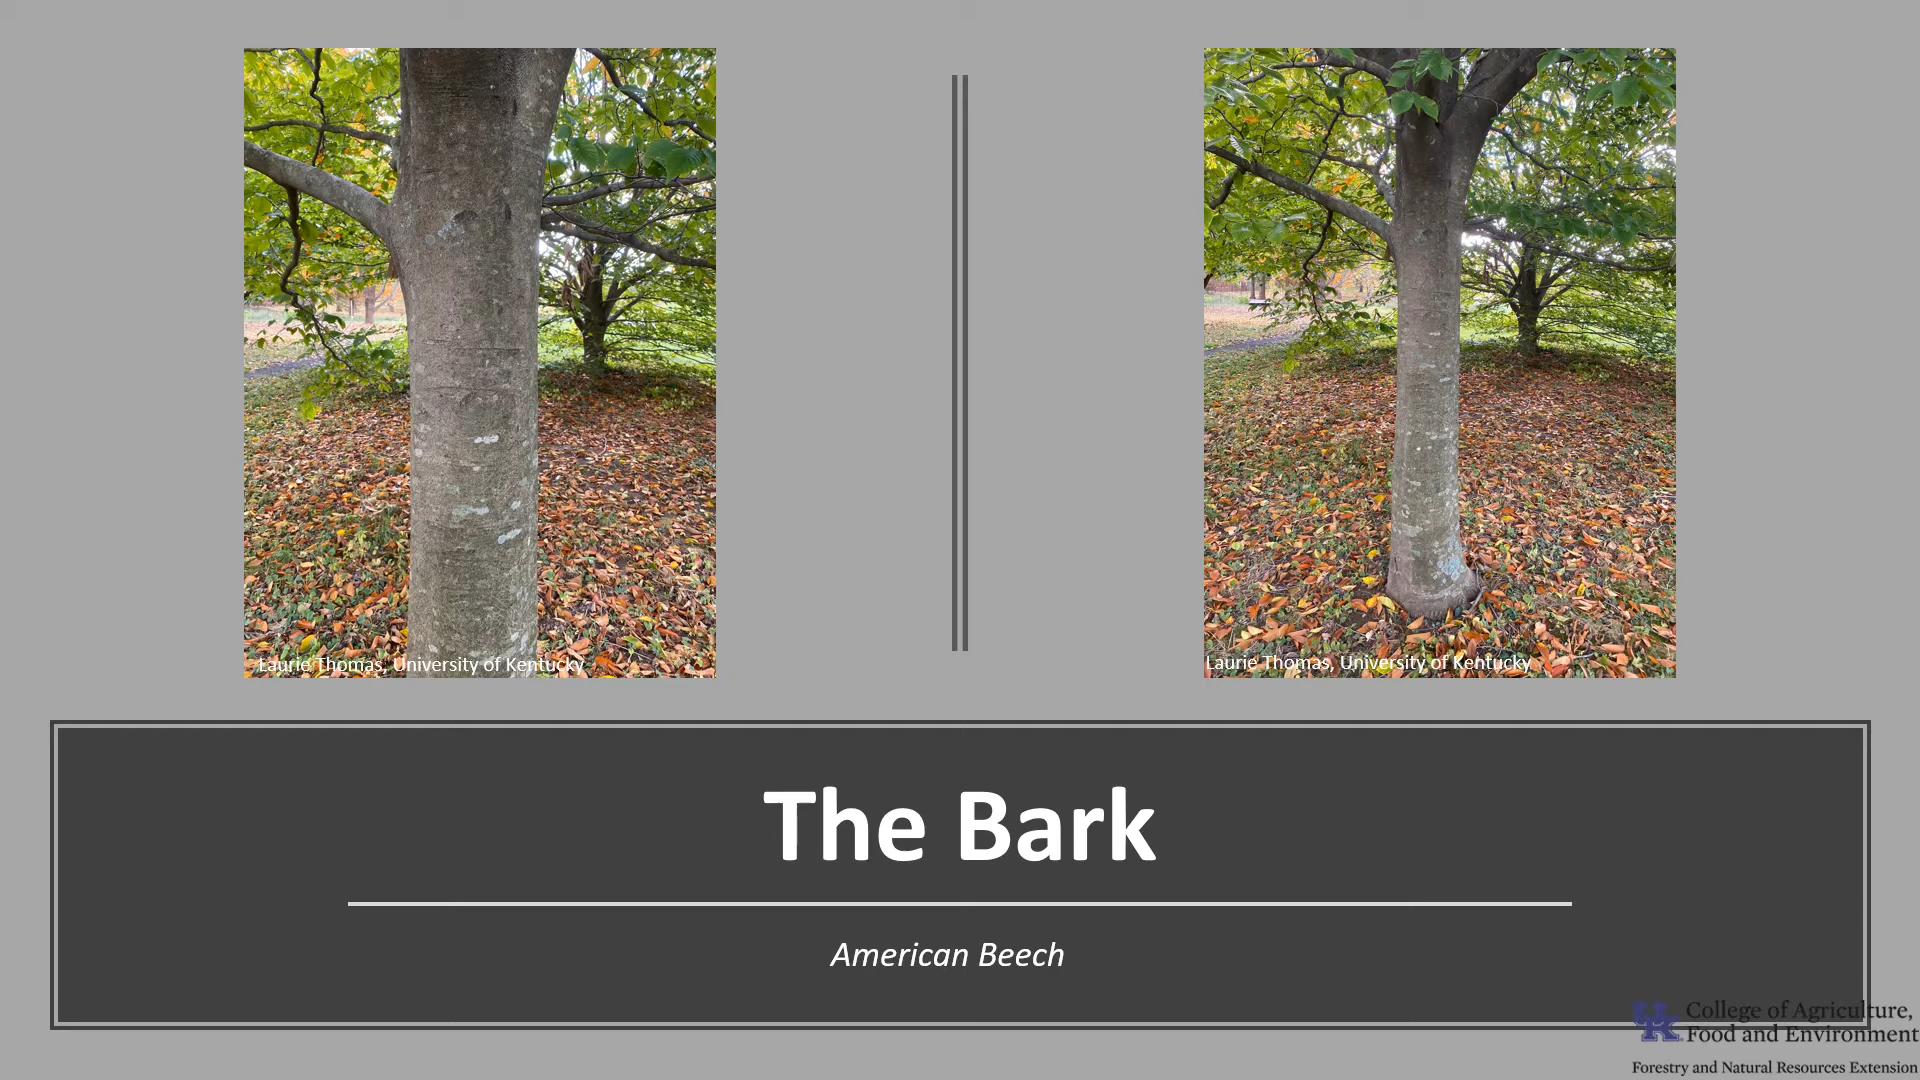 Laurie Thomas, University of Kentucky
Laurie Thomas, University of Kentucky
The Bark
American Beech
UK College of Agriculture,
Food and Environment
Forestry and Natural Resources Extension